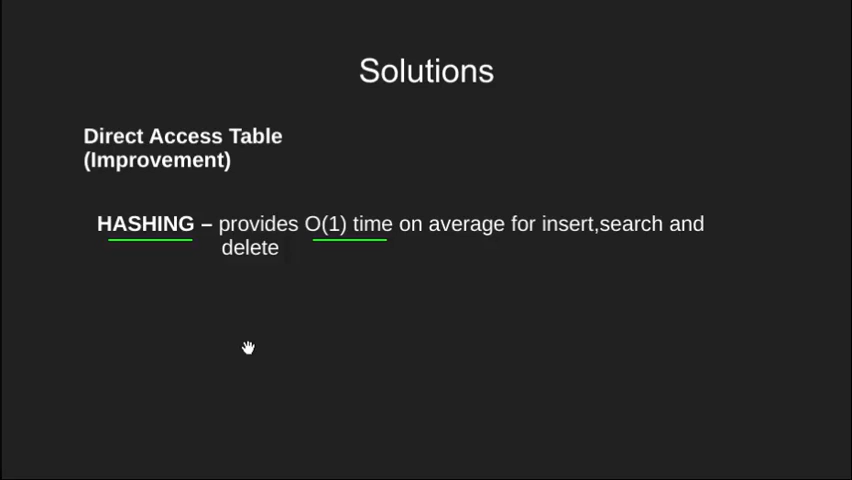 Solutions
Direct Access Table
(Improvement)
HASHING – provides O(1) time on average for insert,search and
delete